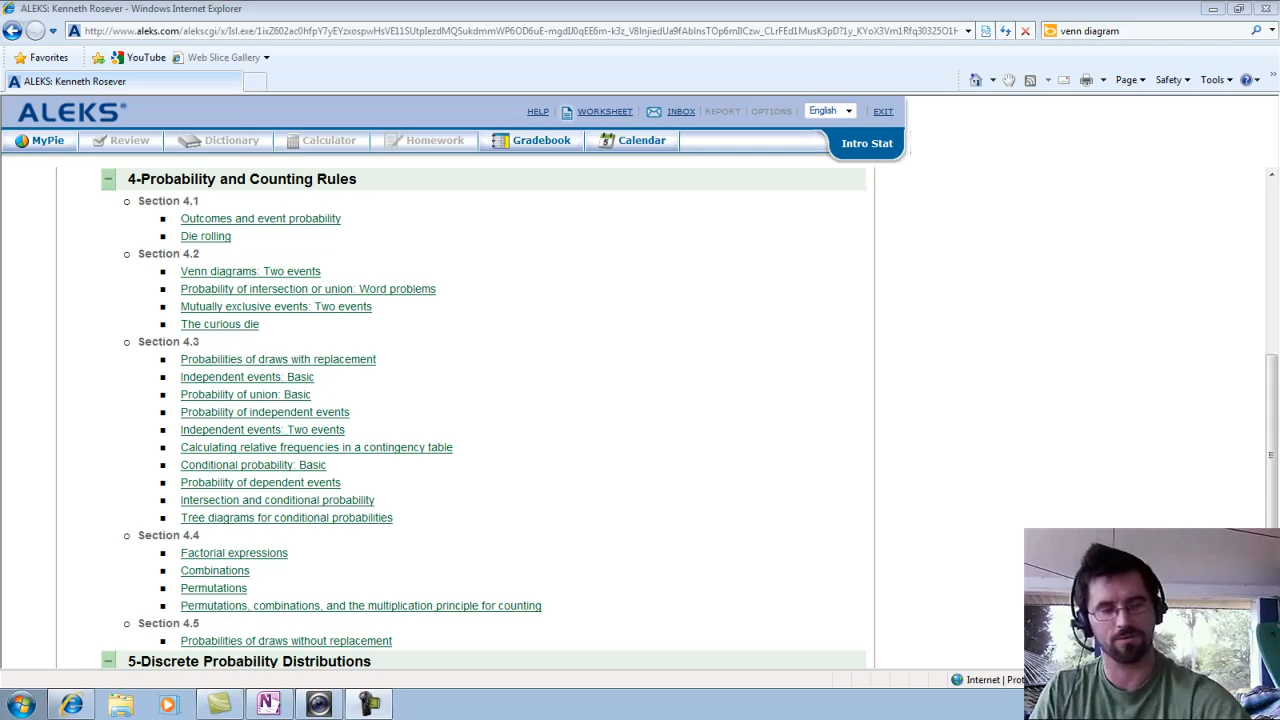 ALEKS: Kenneth Rosever - Windows Internet Explorer
venn diagram
Favorites YouTube Web Slice Gallery
ALEKS: Kenneth Rosever
Page Safety Tools
ALEKS
HELP WORKSHEET INBOX REPORT OPTIONS English EXIT
MyPie Review Dictionary Calculator Homework Gradebook Calendar
Intro Stat
4-Probability and Counting Rules
Section 4.1
Outcomes and event probability
Die rolling
Section 4.2
Venn diagrams: Two events
Probability of intersection or union: Word problems
Mutually exclusive events: Two events
The curious die
Section 4.3
Probabilities of draws with replacement
Independent events: Basic
Probability of union: Basic
Probability of independent events
Independent events: Two events
Calculating relative frequencies in a contingency table
Conditional probability: Basic
Probability of dependent events
Intersection and conditional probability
Tree diagrams for conditional probabilities
Section 4.4
Factorial expressions
Combinations
Permutations
Permutations, combinations, and the multiplication principle for counting
Section 4.5
Probabilities of draws without replacement
5-Discrete Probability Distributions
Internet | Prot